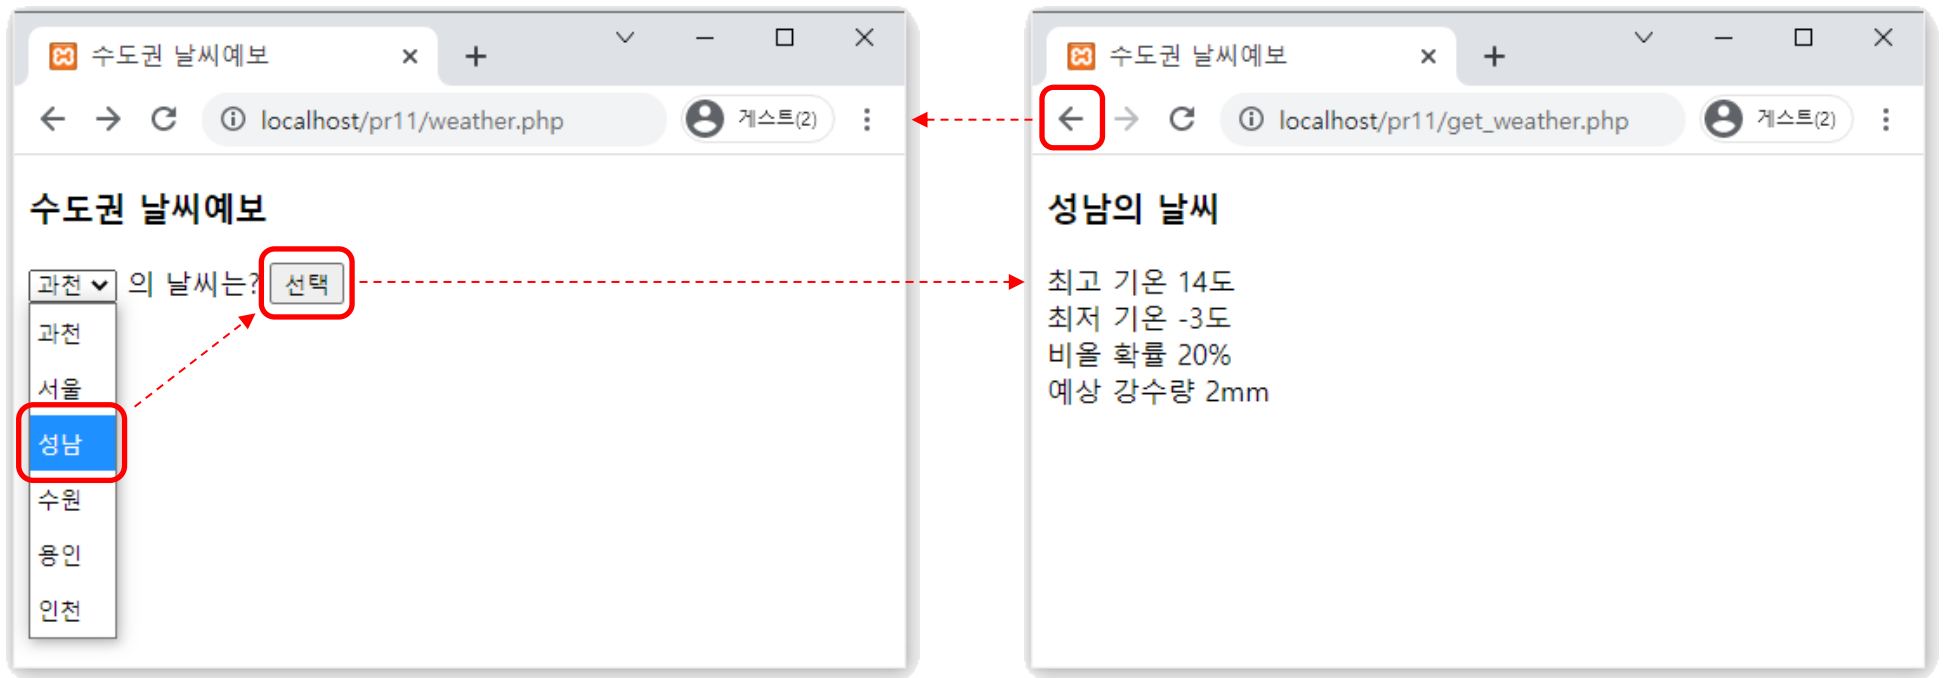 수도권 날씨예보
localhost/pr11/weather.php
게스트(2)
수도권 날씨예보
과천 의 날씨는? 선택
과천
서울
성남
수원
용인
인천
수도권 날씨예보
localhost/pr11/get_weather.php
게스트(2)
성남의 날씨
최고 기온 14도
최저 기온 -3도
비올 확률 20%
예상 강수량 2mm